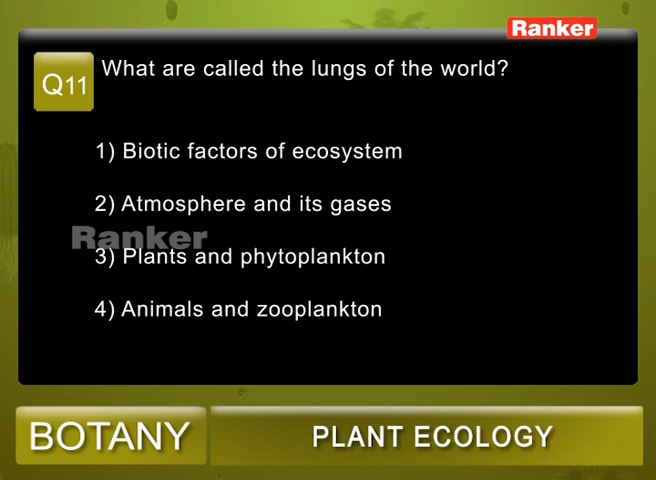 Ranker
Q11 What are called the lungs of the world?
1) Biotic factors of ecosystem
2) Atmosphere and its gases
Ranker
3) Plants and phytoplankton
4) Animals and zooplankton
BOTANY PLANT ECOLOGY